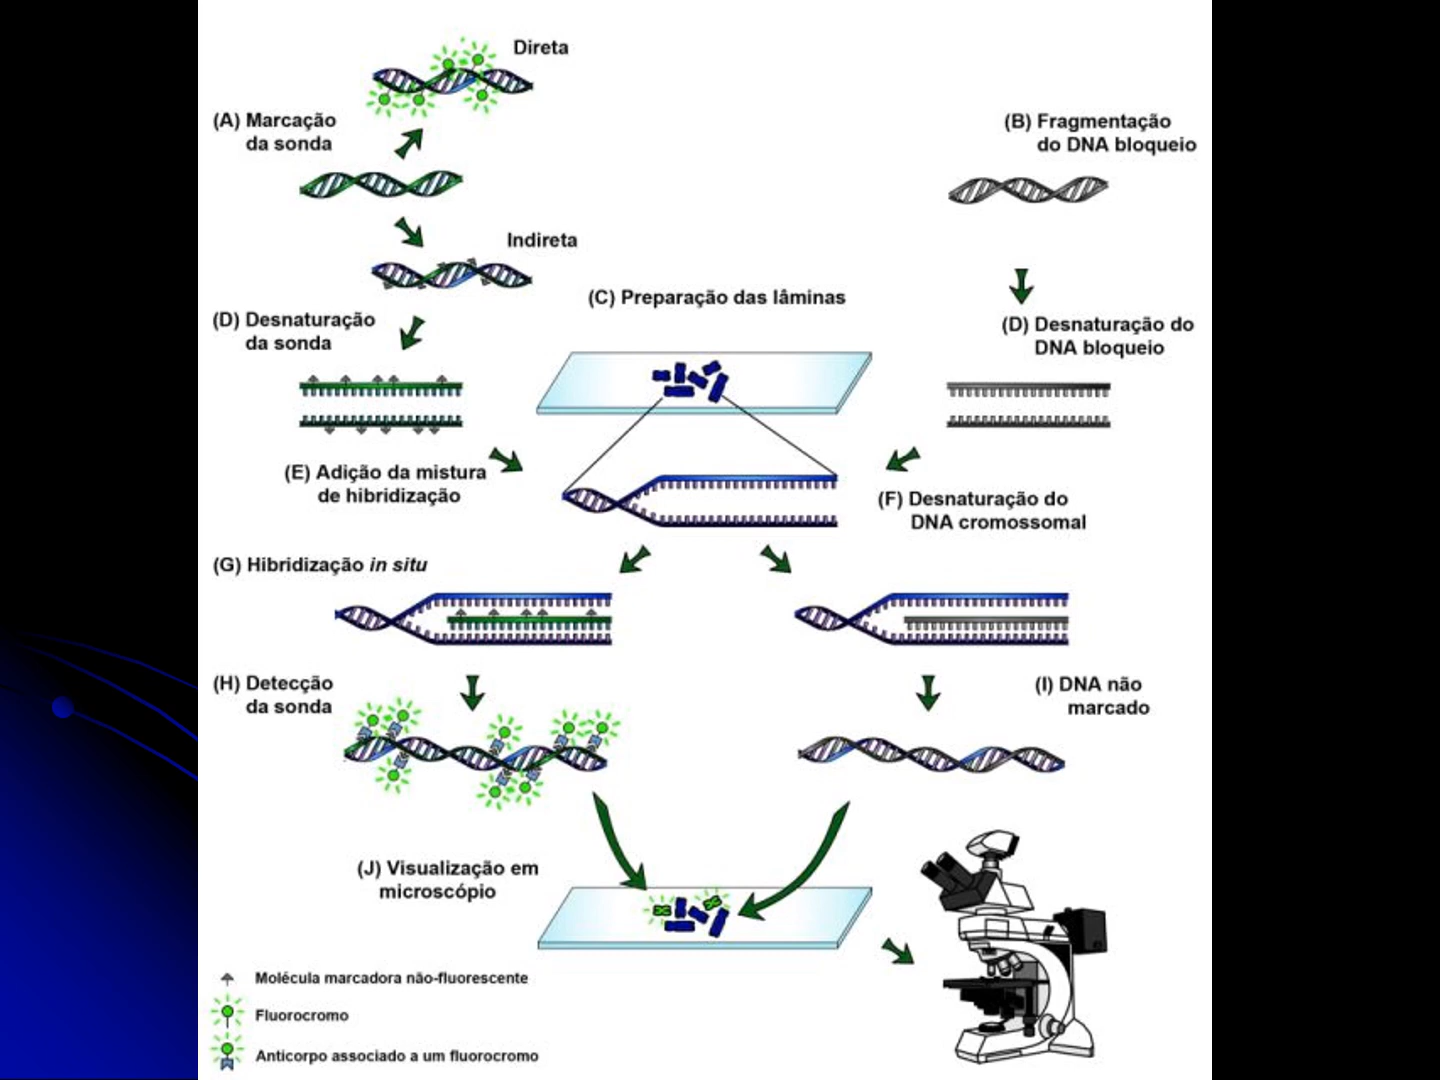 Direta
(A) Marcação
da sonda
(B) Fragmentação
do DNA bloqueio
Indireta
(C) Preparação das lâminas
(D) Desnaturação
da sonda
(D) Desnaturação do
DNA bloqueio
(E) Adição da mistura
de hibridização
(F) Desnaturação do
DNA cromossomal
(G) Hibridização in situ
(H) Detecção
da sonda
(I) DNA não
marcado
(J) Visualização em
microscópio
Molécula marcadora não-fluorescente
Fluorocromo
Anticorpo associado a um fluorocromo